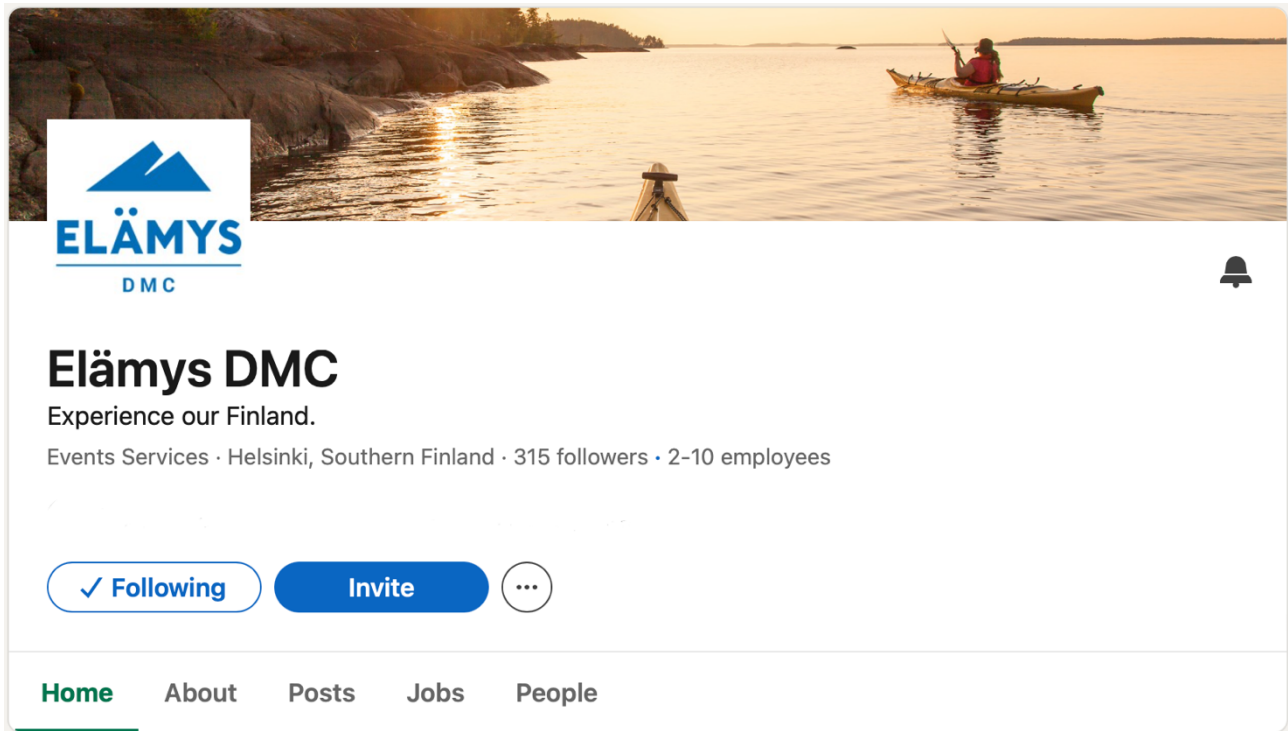 ELÄMYS
DMC
Elämys DMC
Experience our Finland.
Events Services · Helsinki, Southern Finland · 315 followers • 2-10 employees
✓ Following
Invite
···
Home
About
Posts
Jobs
People